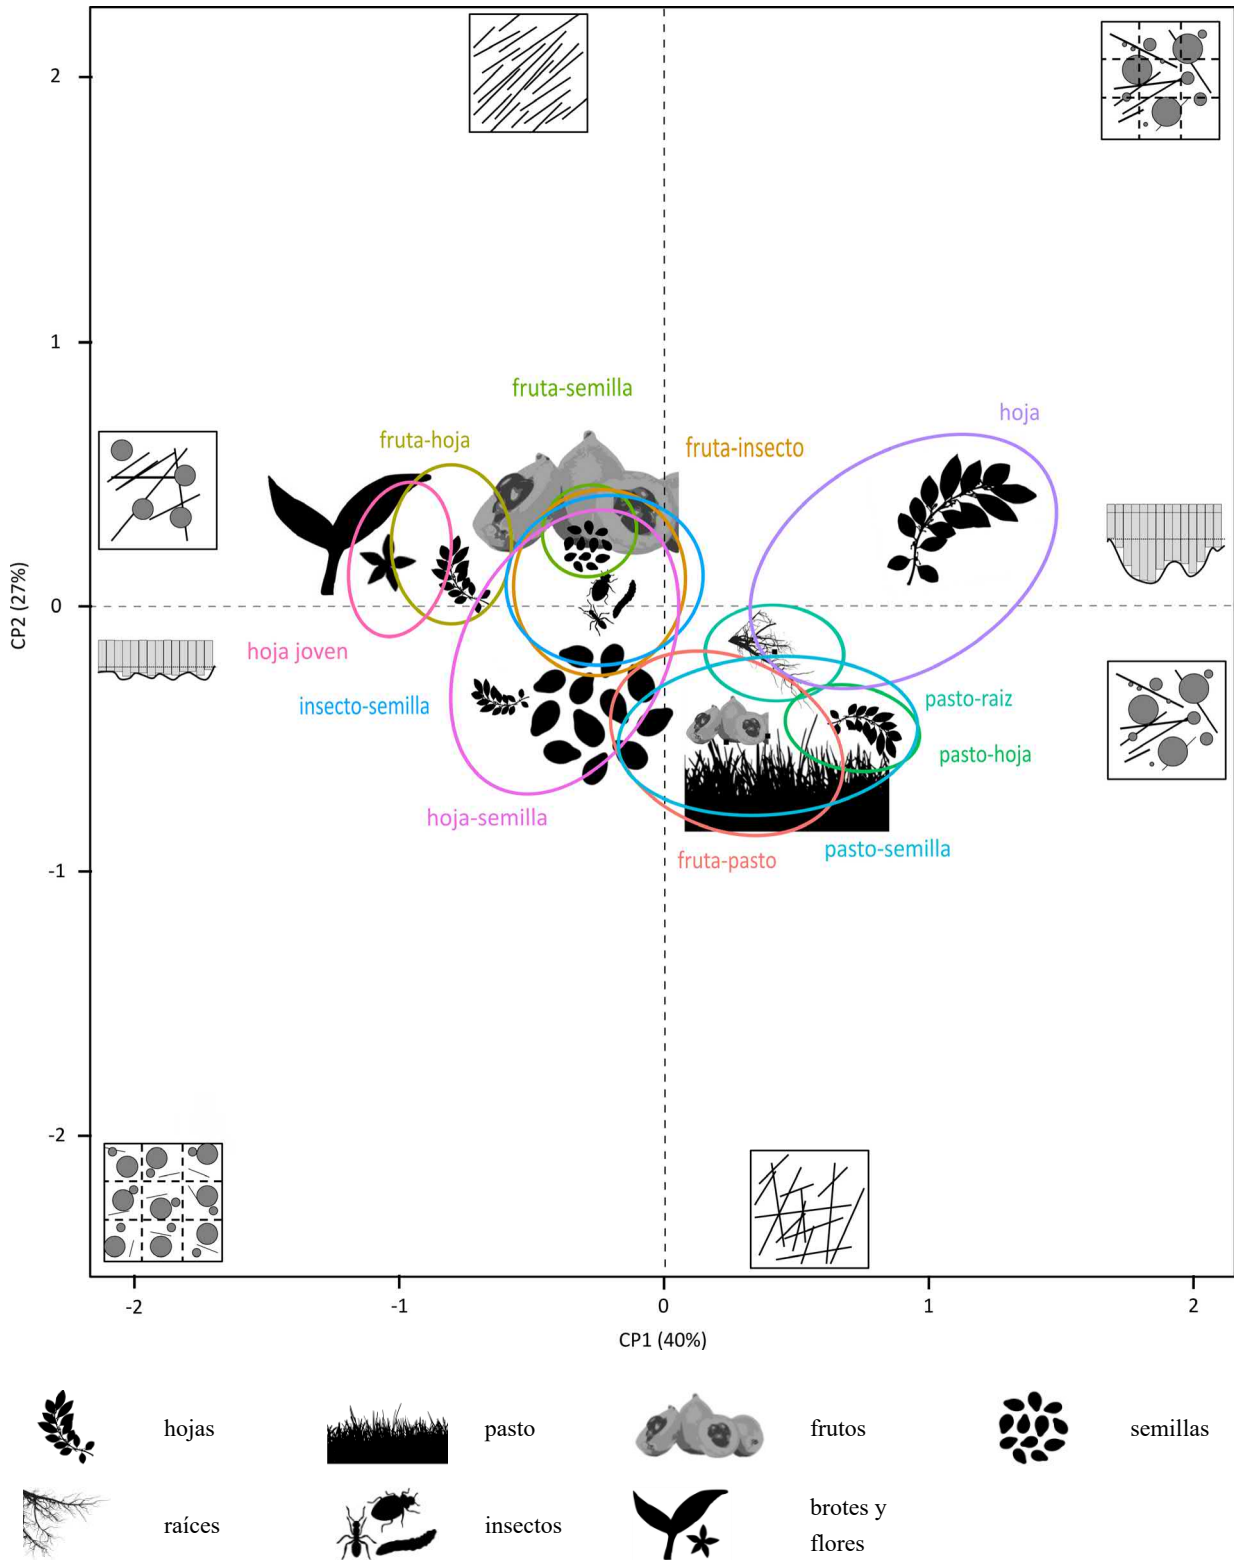 2
fruta-semilla
fruta-hoja
fruta-insecto
hoja
1
0
CP2 (27%)
hoja joven
insecto-semilla
pasto-raiz
pasto-hoja
hoja-semilla
fruta-pasto
pasto-semilla
-1
-2
-2
-1
0
1
2
CP1 (40%)
hojas
pasto
frutos
semillas
raíces
insectos
brotes y
flores